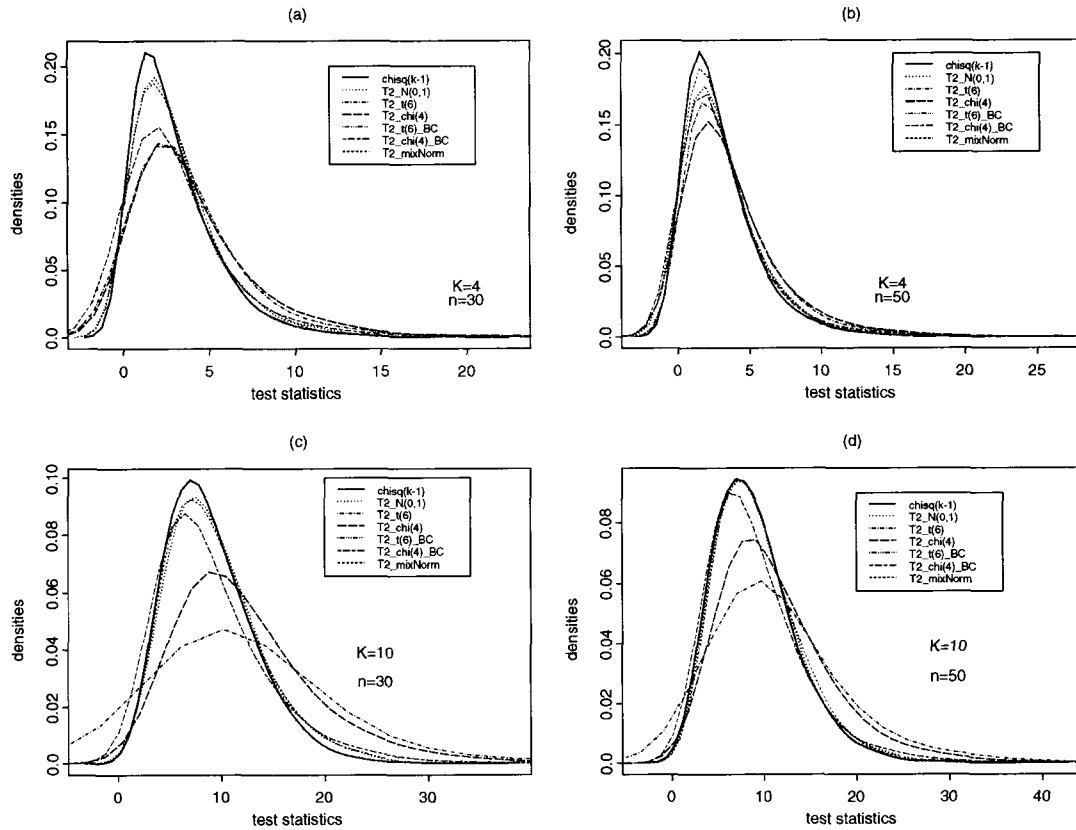 (a)
0.20
0.15
0.10
0.05
0.0
densities
chisq(k-1)
T2_N(0,1)
T2_t(6)
T2_chi(4)
T2_t(6)_BC
T2_chi(4)_BC
T2_mixNorm
K=4
n=30
0 5 10 15 20
test statistics
(b)
0.20
0.15
0.10
0.05
0.0
densities
chisq(k-1)
T2_N(0,1)
T2_t(6)
T2_chi(4)
T2_t(6)_BC
T2_chi(4)_BC
T2_mixNorm
K=4
n=50
0 5 10 15 20 25
test statistics
(c)
0.10
0.08
0.06
0.04
0.02
0.0
densities
chisq(k-1)
T2_N(0,1)
T2_t(6)
T2_chi(4)
T2_t(6)_BC
T2_chi(4)_BC
T2_mixNorm
K=10
n=30
0 10 20 30
test statistics
(d)
0.08
0.06
0.04
0.02
0.0
densities
chisq(k-1)
T2_N(0,1)
T2_t(6)
T2_chi(4)
T2_t(6)_BC
T2_chi(4)_BC
T2_mixNorm
K=10
n=50
0 10 20 30 40
test statistics